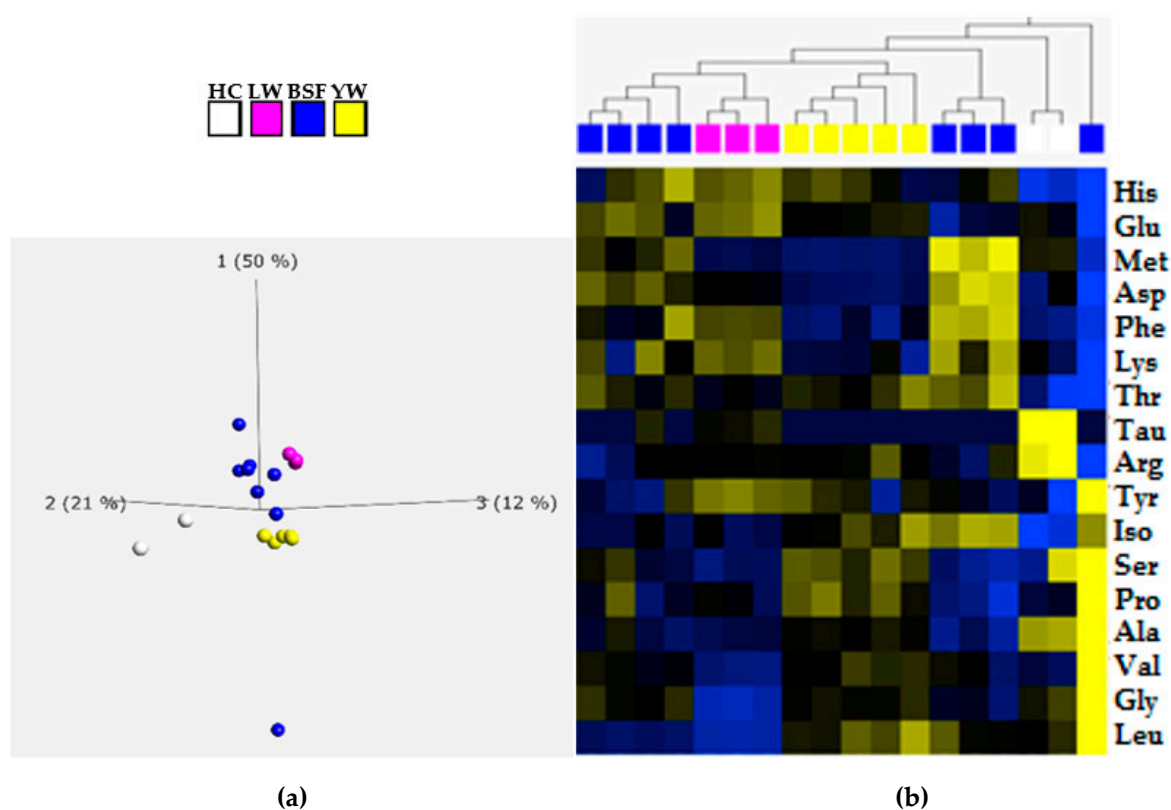 HC LW BSF YW
1 (50 %)
2 (21 %)
3 (12 %)
His
Glu
Met
Asp
Phe
Lys
Thr
Tau
Arg
Tyr
Iso
Ser
Pro
Ala
Val
Gly
Leu
(a)
(b)